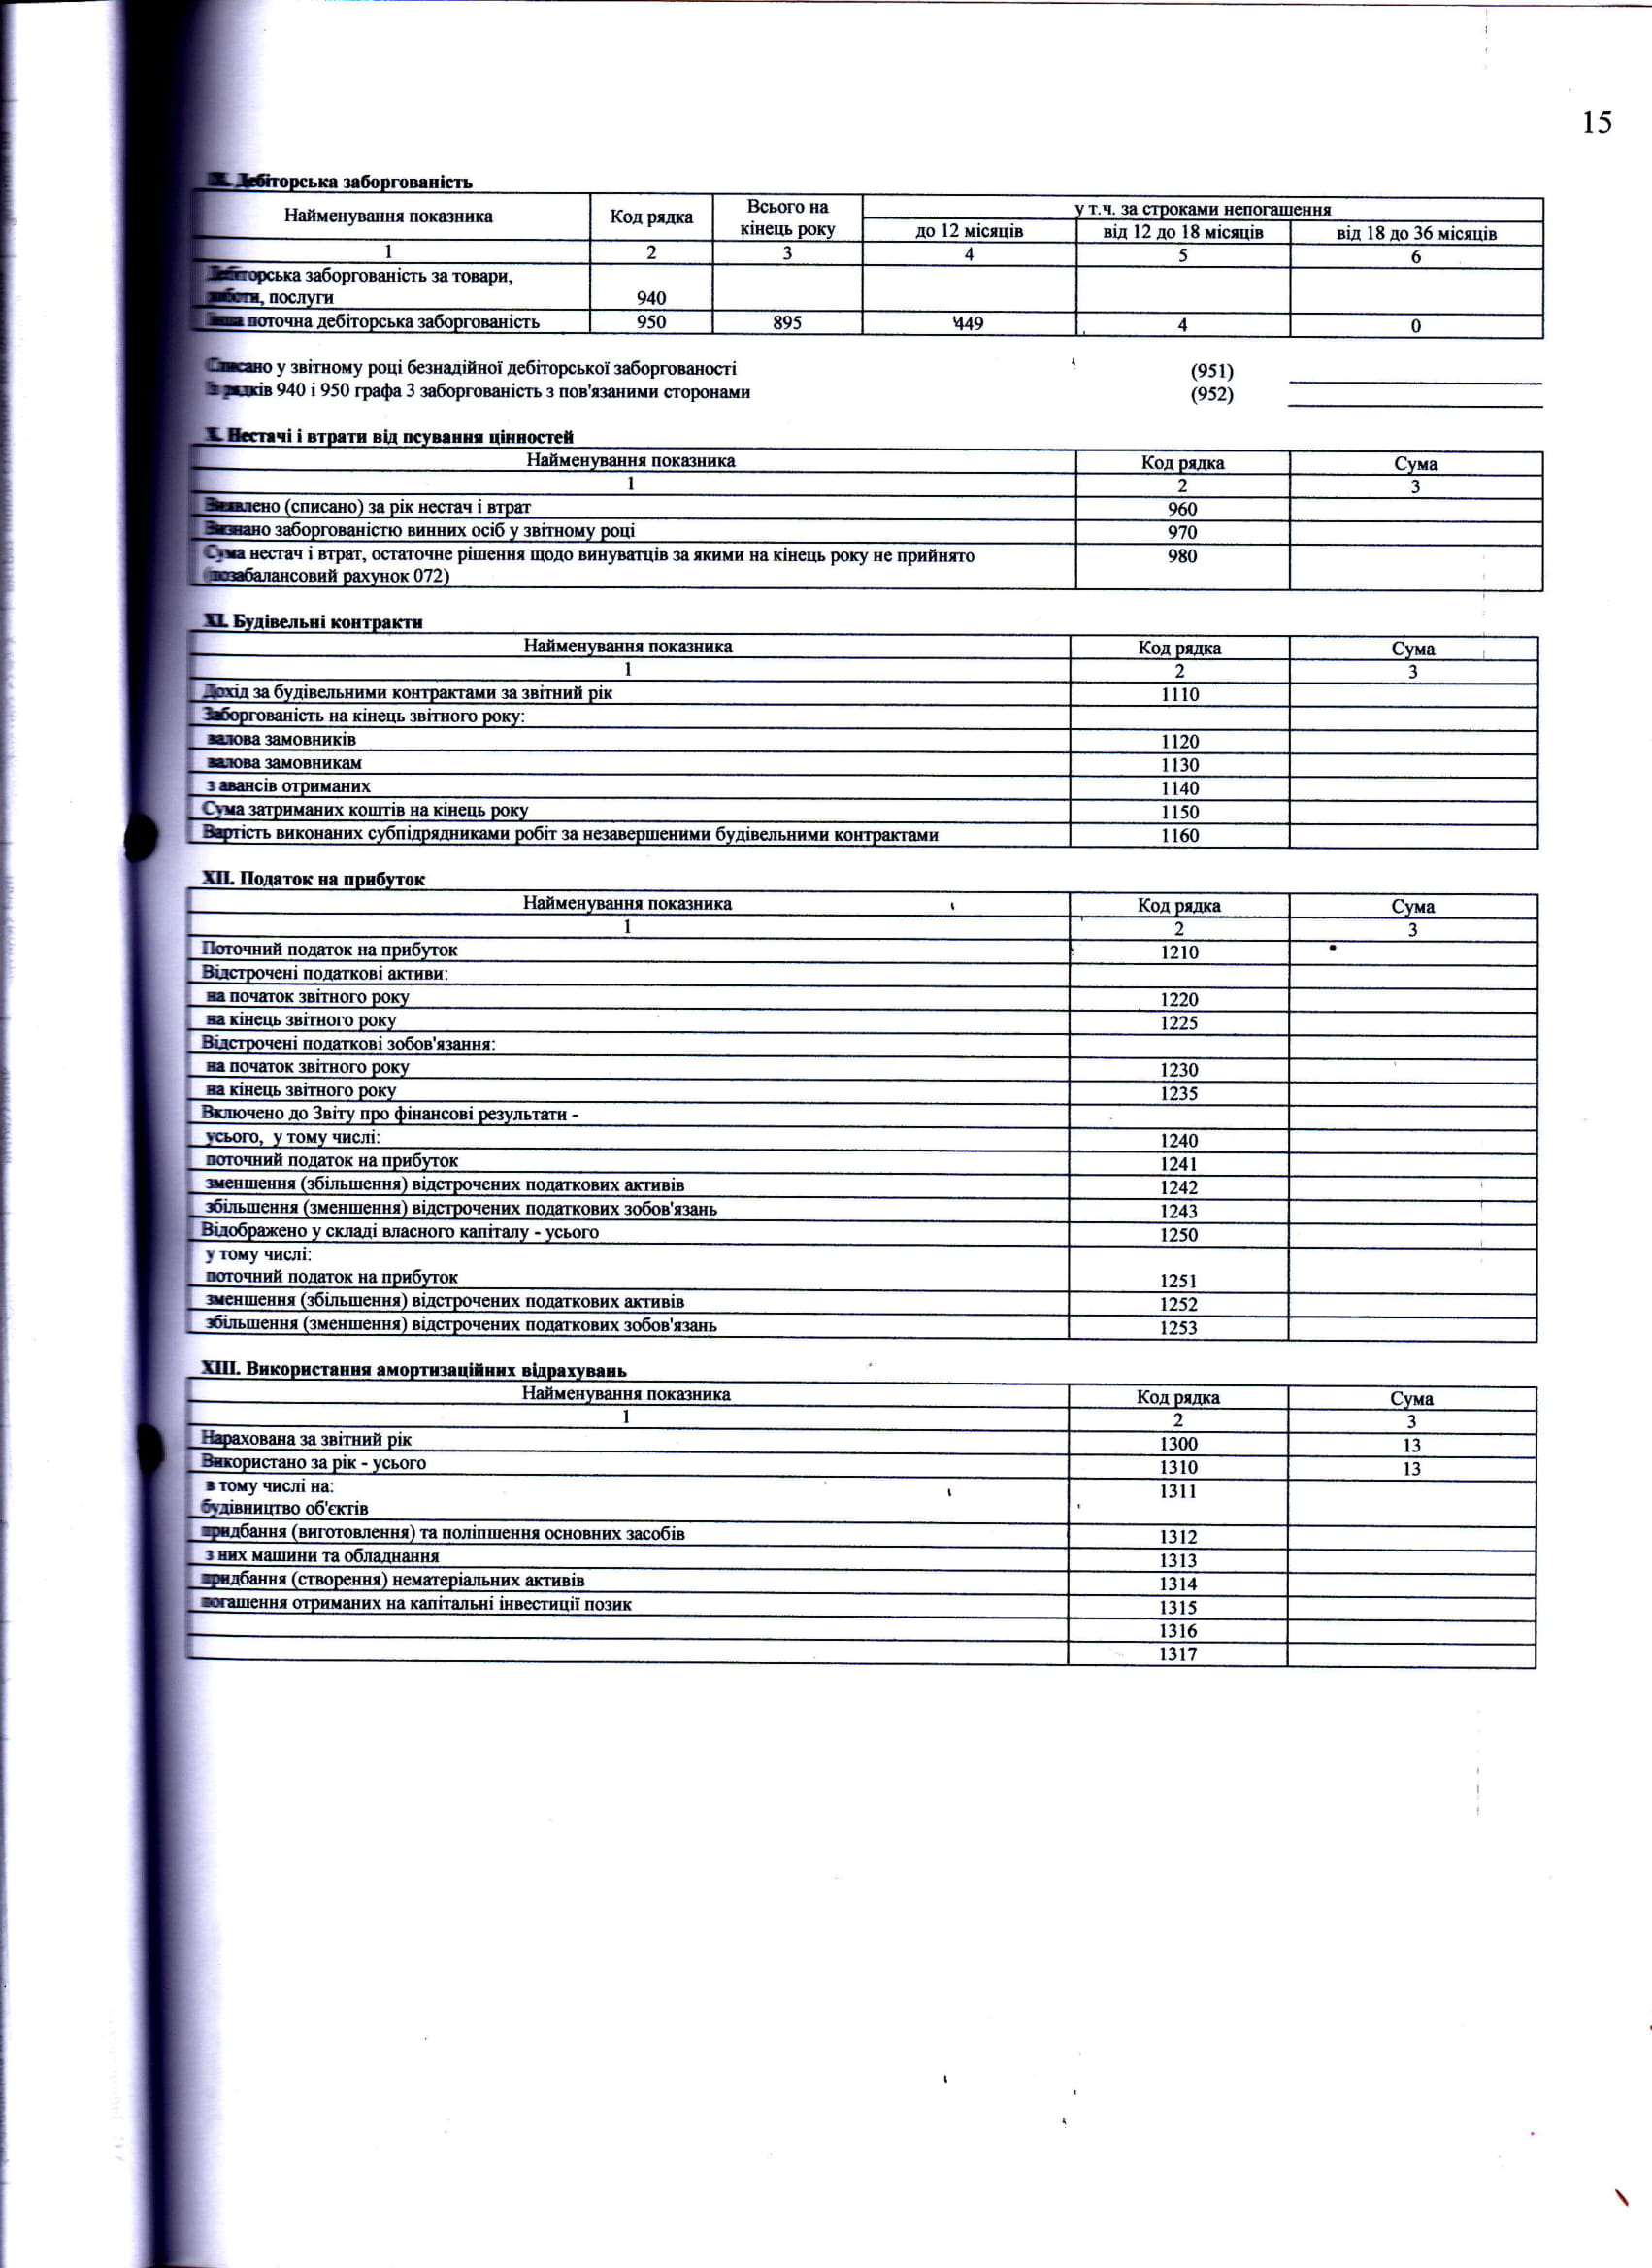 15
IX. Дебіторська заборгованість
Найменування показника Код рядка Всього на кінець року у т.ч. за строками непогашення
до 12 місяців від 12 до 18 місяців від 18 до 36 місяців
1 2 3 4 5 6
Дебіторська заборгованість за товари,
роботи, послуги 940
Інша поточна дебіторська заборгованість 950 895 449 4 0
Списано у звітному році безнадійної дебіторської заборгованості (951)
Із рядків 940 і 950 графа 3 заборгованість з пов'язаними сторонами (952)
X. Нестачі і втрати від псування цінностей
Найменування показника Код рядка Сума
1 2 3
Виявлено (списано) за рік нестач і втрат 960
Визнано заборгованістю винних осіб у звітному році 970
Сума нестач і втрат, остаточне рішення щодо винуватців за якими на кінець року не прийнято 980
(позабалансовий рахунок 072)
XI. Будівельні контракти
Найменування показника Код рядка Сума
1 2 3
Дохід за будівельними контрактами за звітний рік 1110
Заборгованість на кінець звітного року:
валова замовників 1120
валова замовникам 1130
з авансів отриманих 1140
Сума затриманих коштів на кінець року 1150
Вартість виконаних субпідрядниками робіт за незавершеними будівельними контрактами 1160
XII. Податок на прибуток
Найменування показника Код рядка Сума
1 2 3
Поточний податок на прибуток 1210
Відстрочені податкові активи:
на початок звітного року 1220
на кінець звітного року 1225
Відстрочені податкові зобов'язання:
на початок звітного року 1230
на кінець звітного року 1235
Включено до Звіту про фінансові результати -
усього, у тому числі: 1240
поточний податок на прибуток 1241
зменшення (збільшення) відстрочених податкових активів 1242
збільшення (зменшення) відстрочених податкових зобов'язань 1243
Відображено у складі власного капіталу - усього 1250
у тому числі:
поточний податок на прибуток 1251
зменшення (збільшення) відстрочених податкових активів 1252
збільшення (зменшення) відстрочених податкових зобов'язань 1253
XIII. Використання амортизаційних відрахувань
Найменування показника Код рядка Сума
1 2 3
Нарахована за звітний рік 1300 13
Використано за рік - усього 1310 13
в тому числі на: 1311
будівництво об'єктів
придбання (виготовлення) та поліпшення основних засобів 1312
з них машини та обладнання 1313
придбання (створення) нематеріальних активів 1314
погашення отриманих на капітальні інвестиції позик 1315
1316
1317